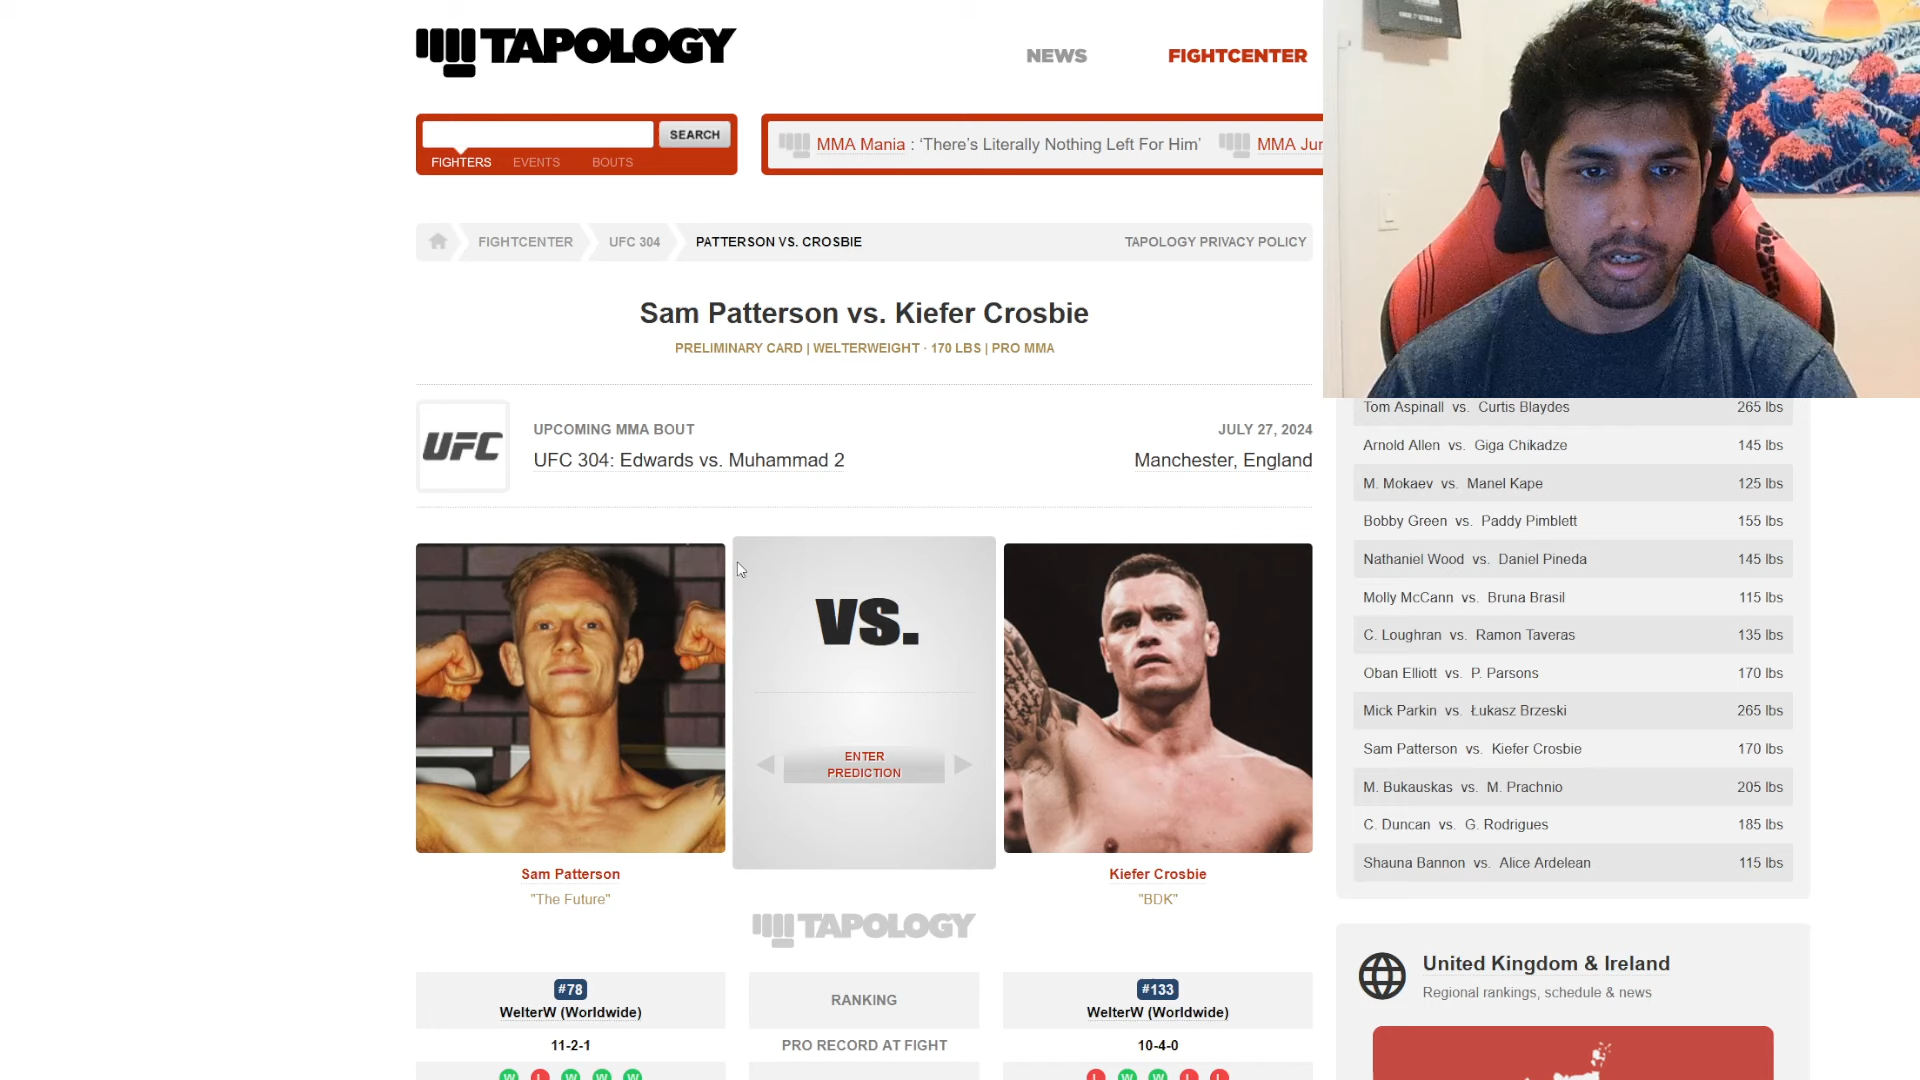 TAPOLOGY
NEWS
FIGHTCENTER
SEARCH
FIGHTERS EVENTS BOUTS
MMA Mania : ‘There’s Literally Nothing Left For Him’ MMA Jun
FIGHTCENTER UFC 304 PATTERSON VS. CROSBIE TAPOLOGY PRIVACY POLICY
Sam Patterson vs. Kiefer Crosbie
PRELIMINARY CARD | WELTERWEIGHT · 170 LBS | PRO MMA
UFC
UPCOMING MMA BOUT JULY 27, 2024
UFC 304: Edwards vs. Muhammad 2 Manchester, England
VS.
ENTER
PREDICTION
Sam Patterson
"The Future"
Kiefer Crosbie
"BDK"
TAPOLOGY
#78
WelterW (Worldwide)
RANKING
#133
WelterW (Worldwide)
11-2-1 PRO RECORD AT FIGHT 10-4-0
W L W W W
L W W L L
Tom Aspinall vs. Curtis Blaydes 265 lbs
Arnold Allen vs. Giga Chikadze 145 lbs
M. Mokaev vs. Manel Kape 125 lbs
Bobby Green vs. Paddy Pimblett 155 lbs
Nathaniel Wood vs. Daniel Pineda 145 lbs
Molly McCann vs. Bruna Brasil 115 lbs
C. Loughran vs. Ramon Taveras 135 lbs
Oban Elliott vs. P. Parsons 170 lbs
Mick Parkin vs. Łukasz Brzeski 265 lbs
Sam Patterson vs. Kiefer Crosbie 170 lbs
M. Bukauskas vs. M. Prachnio 205 lbs
C. Duncan vs. G. Rodrigues 185 lbs
Shauna Bannon vs. Alice Ardelean 115 lbs
United Kingdom & Ireland
Regional rankings, schedule & news